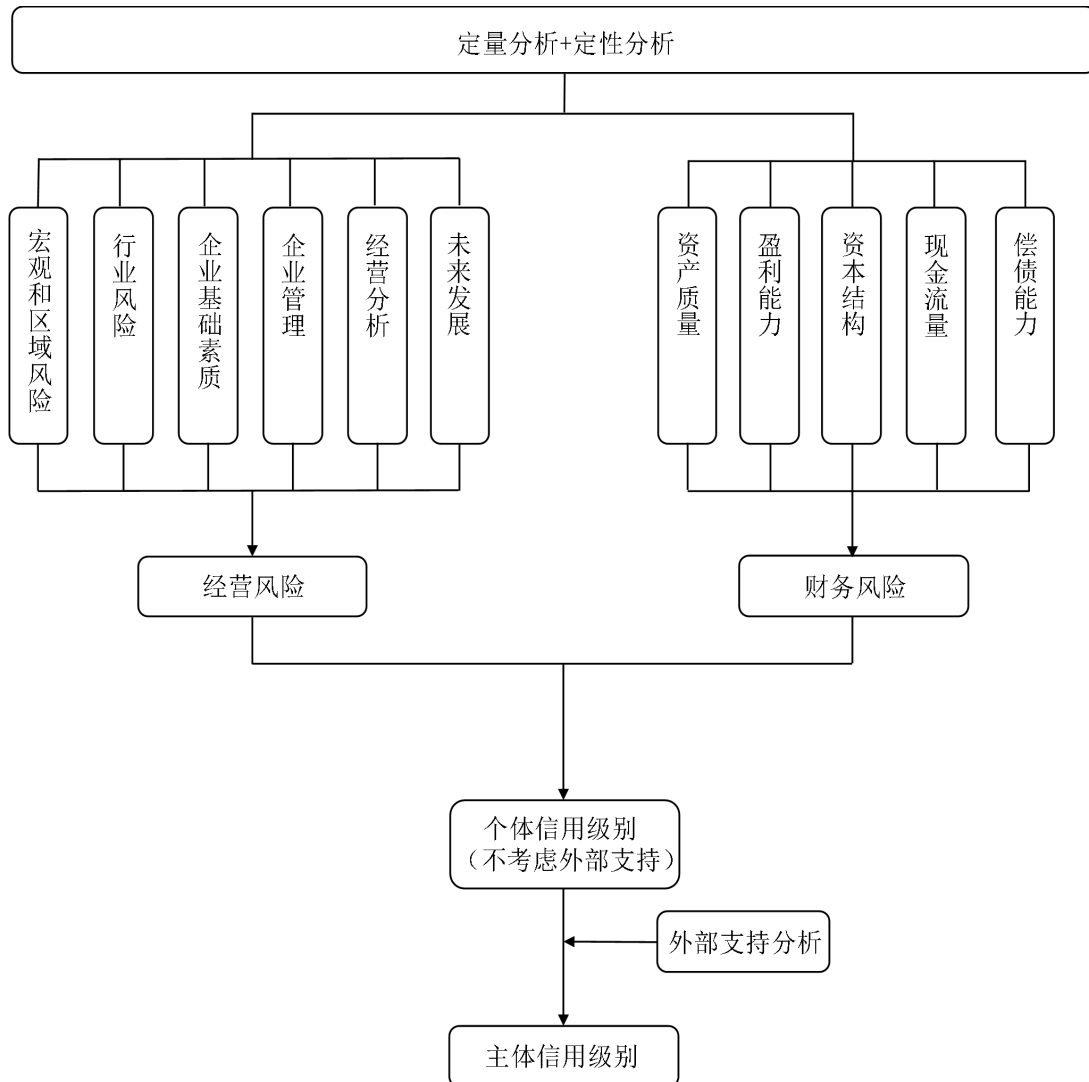 定量分析+定性分析
宏观和区域风险
行业风险
企业基础素质
企业管理
经营分析
未来发展
资产质量
盈利能力
资本结构
现金流量
偿债能力
经营风险
财务风险
个体信用级别
（不考虑外部支持）
外部支持分析
主体信用级别